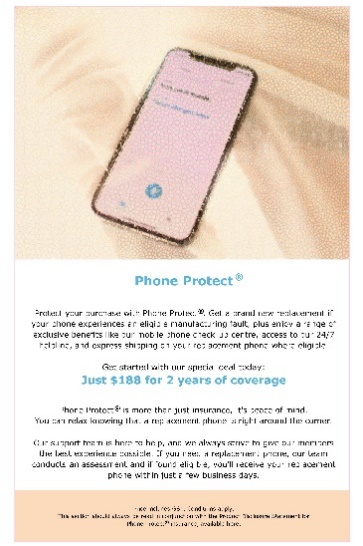 Phone Protect®
Protect your purchase with Phone Protect®. Get a brand new replacement if
your phone experiences an eligible manufacturing fault, plus enjoy a range of
exclusive benefits like our mobile phone check up centre, access to our 24/7
helpline, and express shipping on your replacement phone where eligible.
Get started with our special deal today:
Just $188 for 2 years of coverage
Phone Protect® is more than just insurance, it's peace of mind.
You can relax knowing that a replacement phone is right around the corner.
Our support team is here to help, and we always strive to give our members
the best experience possible. If you need a replacement phone, our team
conducts an assessment and if found eligible, you'll receive your replacement
phone within just a few business days.
Price includes GST. Conditions apply.
This section should always be read in conjunction with the Product Disclosure Statement for
Phone Protect® insurance, available here.